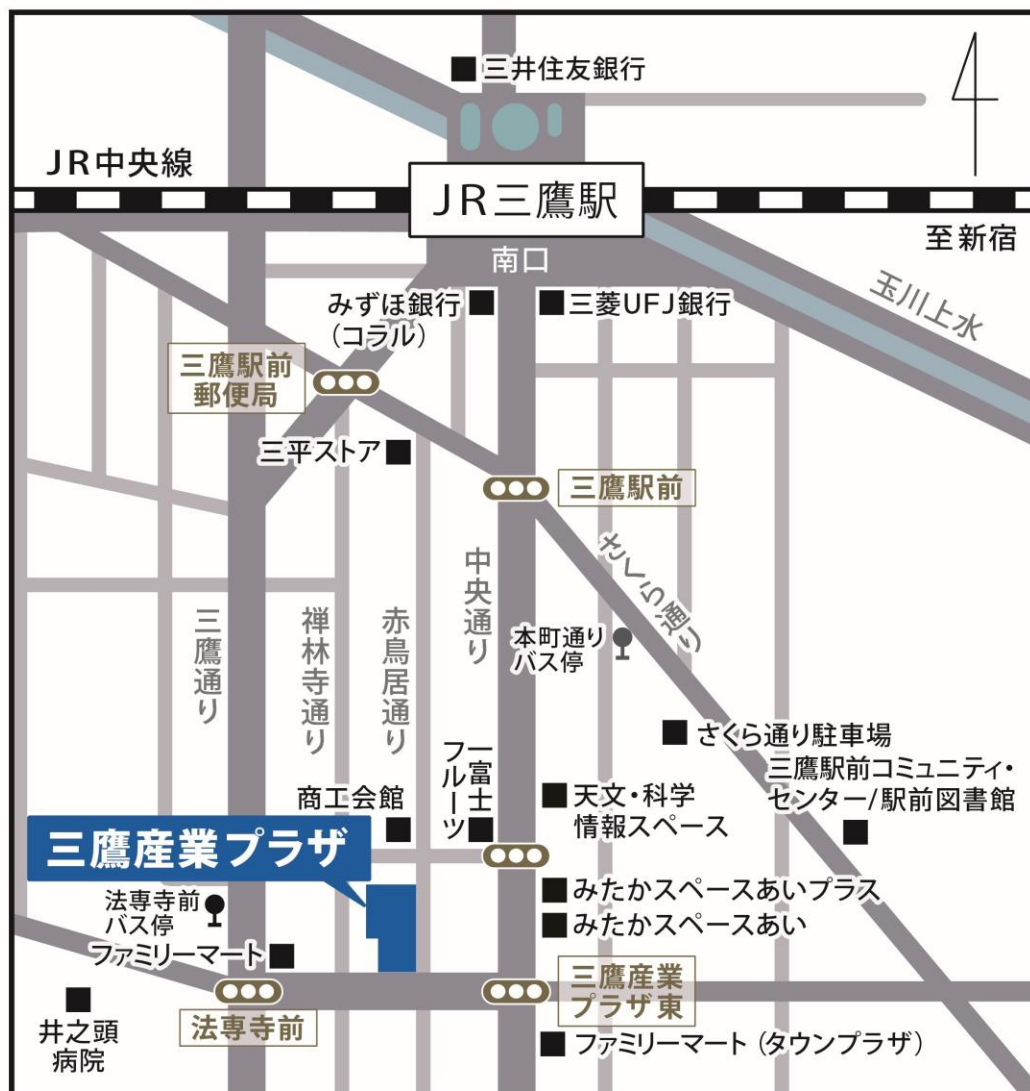 三井住友銀行
JR中央線
JR三鷹駅
至新宿
南口
玉川上水
みずほ銀行
（コラル）
三菱UFJ銀行
三鷹駅前
郵便局
三平ストア
三鷹駅前
さくら通り
中央通り
三鷹通り
禅林寺通り
赤鳥居通り
本町通り
バス停
さくら通り駐車場
三鷹駅前コミュニティ・
センター/駅前図書館
一富士
フルーツ
商工会館
天文・科学
情報スペース
三鷹産業プラザ
法専寺前
バス停
みたかスペースあいプラス
みたかスペースあい
ファミリーマート
三鷹産業
プラザ東
法専寺前
井之頭
病院
ファミリーマート（タウンプラザ）